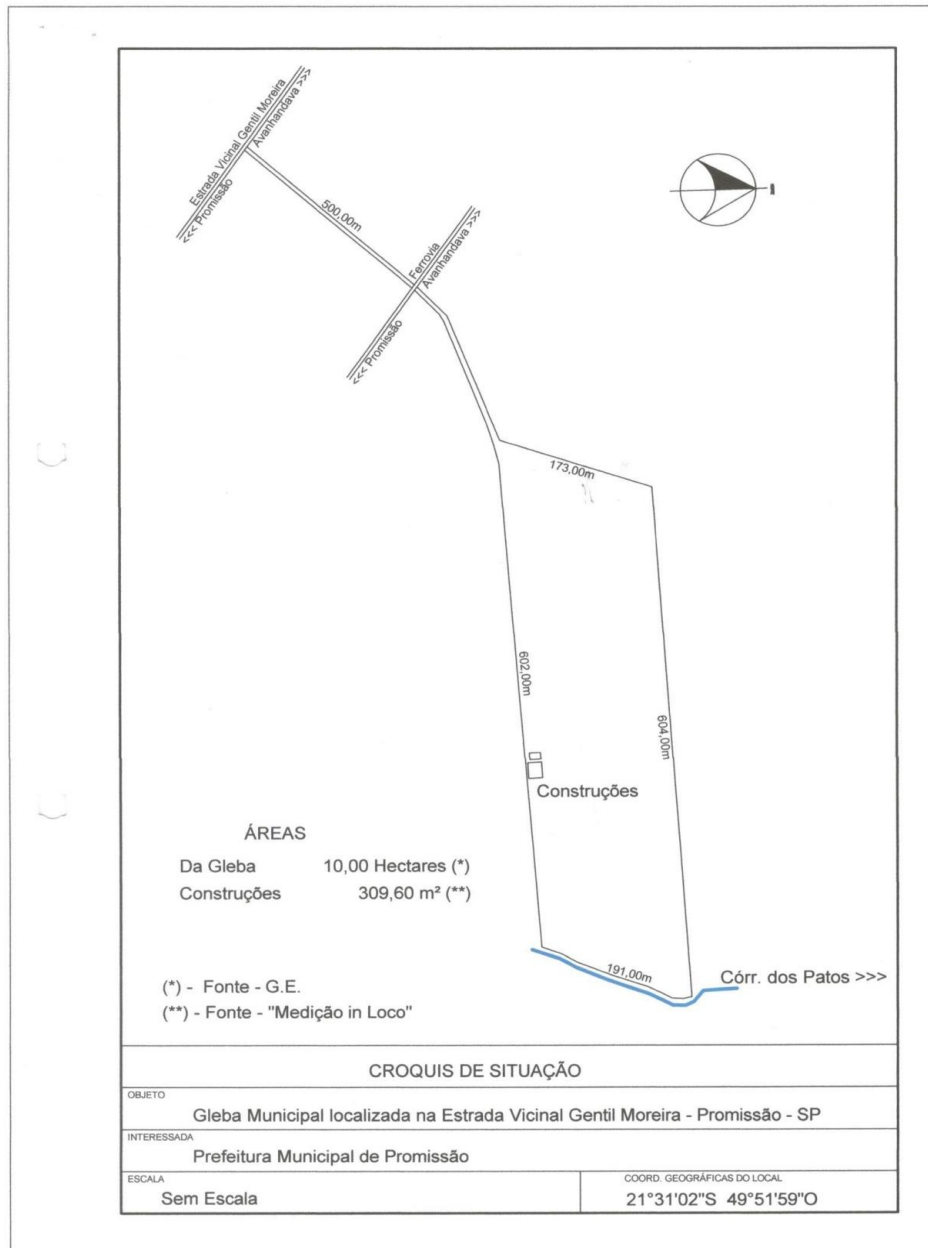 Estrada Vicinal Gentil Moreira
Avanhandava >>>
<<< Promissão
500,00m
Ferrovia
Avanhandava >>>
<<< Promissão
173,00m
602,00m
604,00m
Construções
ÁREAS
Da Gleba 10,00 Hectares (*)
Construções 309,60 m² (**)
191,00m
Córr. dos Patos >>>
(*) - Fonte - G.E.
(**) - Fonte - "Medição in Loco"
CROQUIS DE SITUAÇÃO
OBJETO
Gleba Municipal localizada na Estrada Vicinal Gentil Moreira - Promissão - SP
INTERESSADA
Prefeitura Municipal de Promissão
ESCALA
Sem Escala
COORD. GEOGRÁFICAS DO LOCAL
21°31'02"S 49°51'59"O